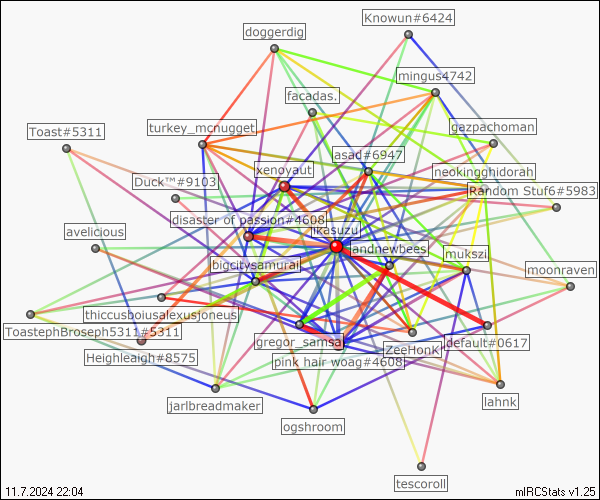 Knowun#6424
doggerdig
mingus4742
facadas.
turkey_mcnugget
Toast#5311
gazpachoman
asad#6947
xenoyaut
neokingghidorah
Duck™#9103
Random Stuf6#5983
disaster of passion#4608
ikasuzu
avelicious
jandnewbees
mukszi
bigcitysamurai
moonraven
thiccusboiusalexusjoneus
ToastephBroseph5311#5311
gregor_samsa
default#0617
ZeeHonK
Heighleaigh#8575
pink hair woag#4608
jarlbreadmaker
lahnk
ogshroom
tescoroll
11.7.2024 22:04
mIRCStats v1.25